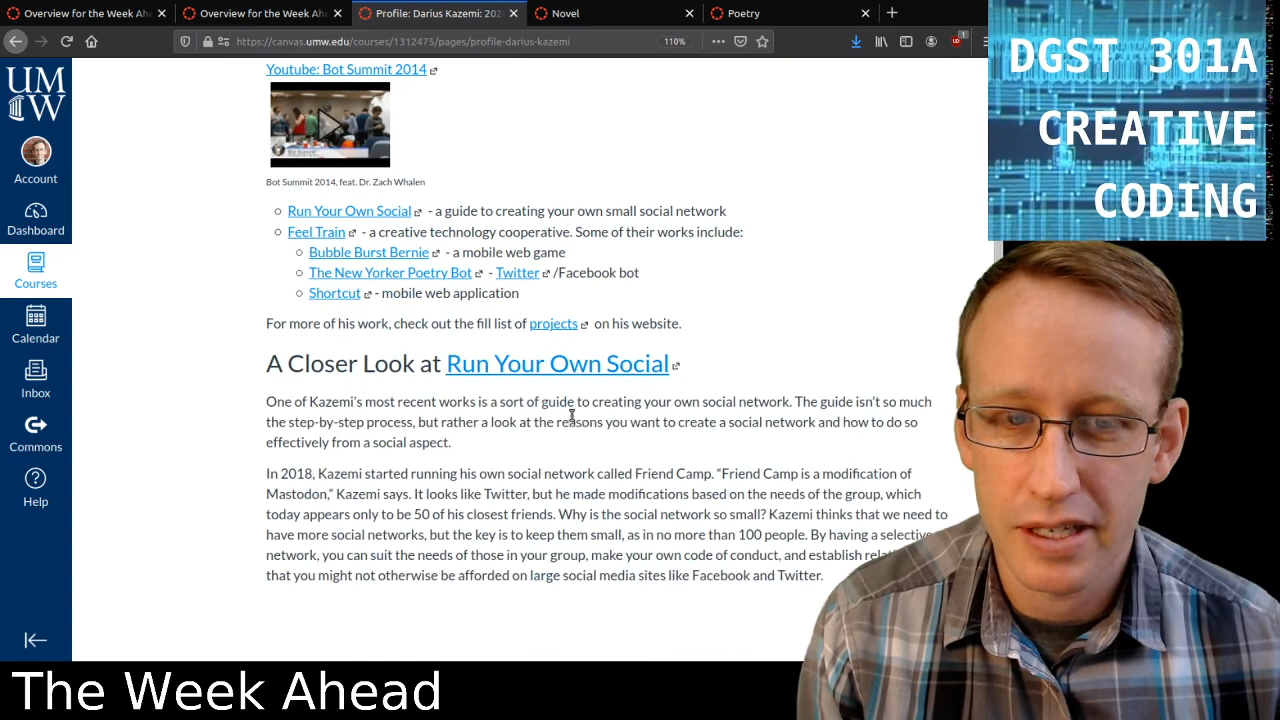 Overview for the Week Ahe
Overview for the Week Ahe
Profile: Darius Kazemi: 202
Novel
Poetry
https://canvas.umw.edu/courses/1312475/pages/profile-darius-kazemi
110%
1
DGST 301A
CREATIVE
CODING
UM
W
Account
Dashboard
Courses
Calendar
Inbox
Commons
Help
Youtube: Bot Summit 2014
Bot Summit 2014, feat. Dr. Zach Whalen
Run Your Own Social - a guide to creating your own small social network
Feel Train - a creative technology cooperative. Some of their works include:
Bubble Burst Bernie - a mobile web game
The New Yorker Poetry Bot - Twitter /Facebook bot
Shortcut - mobile web application
For more of his work, check out the fill list of projects on his website.
A Closer Look at Run Your Own Social
One of Kazemi's most recent works is a sort of guide to creating your own social network. The guide isn't so much
the step-by-step process, but rather a look at the reasons you want to create a social network and how to do so
effectively from a social aspect.
In 2018, Kazemi started running his own social network called Friend Camp. “Friend Camp is a modification of
Mastodon,” Kazemi says. It looks like Twitter, but he made modifications based on the needs of the group, which
today appears only to be 50 of his closest friends. Why is the social network so small? Kazemi thinks that we need to
have more social networks, but the key is to keep them small, as in no more than 100 people. By having a selective
network, you can suit the needs of those in your group, make your own code of conduct, and establish
that you might not otherwise be afforded on large social media sites like Facebook and Twitter.
The Week Ahead